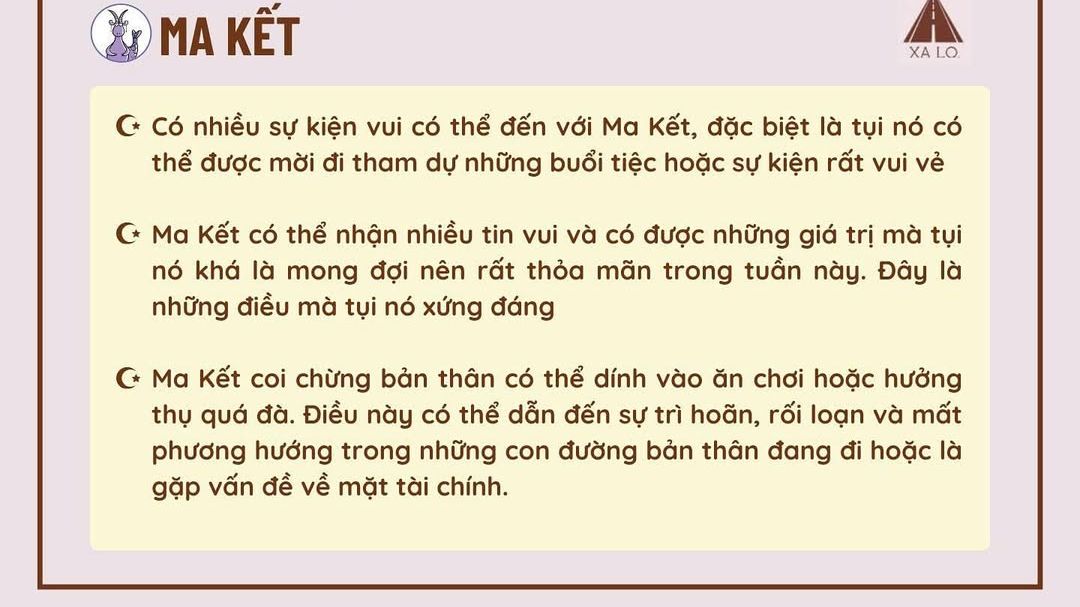 MA KẾT
XA LO.
Có nhiều sự kiện vui có thể đến với Ma Kết, đặc biệt là tụi nó có
thể được mời đi tham dự những buổi tiệc hoặc sự kiện rất vui vẻ
Ma Kết có thể nhận nhiều tin vui và có được những giá trị mà tụi
nó khá là mong đợi nên rất thỏa mãn trong tuần này. Đây là
những điều mà tụi nó xứng đáng
Ma Kết coi chừng bản thân có thể dính vào ăn chơi hoặc hưởng
thụ quá đà. Điều này có thể dẫn đến sự trì hoãn, rối loạn và mất
phương hướng trong những con đường bản thân đang đi hoặc là
gặp vấn đề về mặt tài chính.